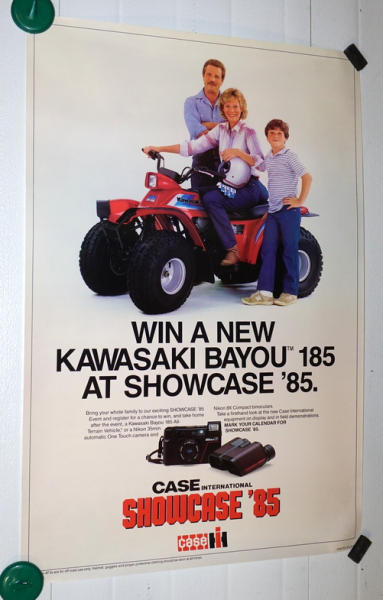 WIN A NEW
KAWASAKI BAYOU™ 185
AT SHOWCASE '85.
Bring your whole family to our exciting SHOWCASE '85
Event and register for a chance to win, and take home
after the event, a Kawasaki Bayou 185 All-
Terrain Vehicle,* or a Nikon 35mm
automatic One Touch camera and
Nikon 8X Compact binoculars.
Take a firsthand look at the new Case International
equipment on display and in field demonstrations.
MARK YOUR CALENDAR FOR
SHOWCASE '85.
CASE INTERNATIONAL
SHOWCASE '85
case IH